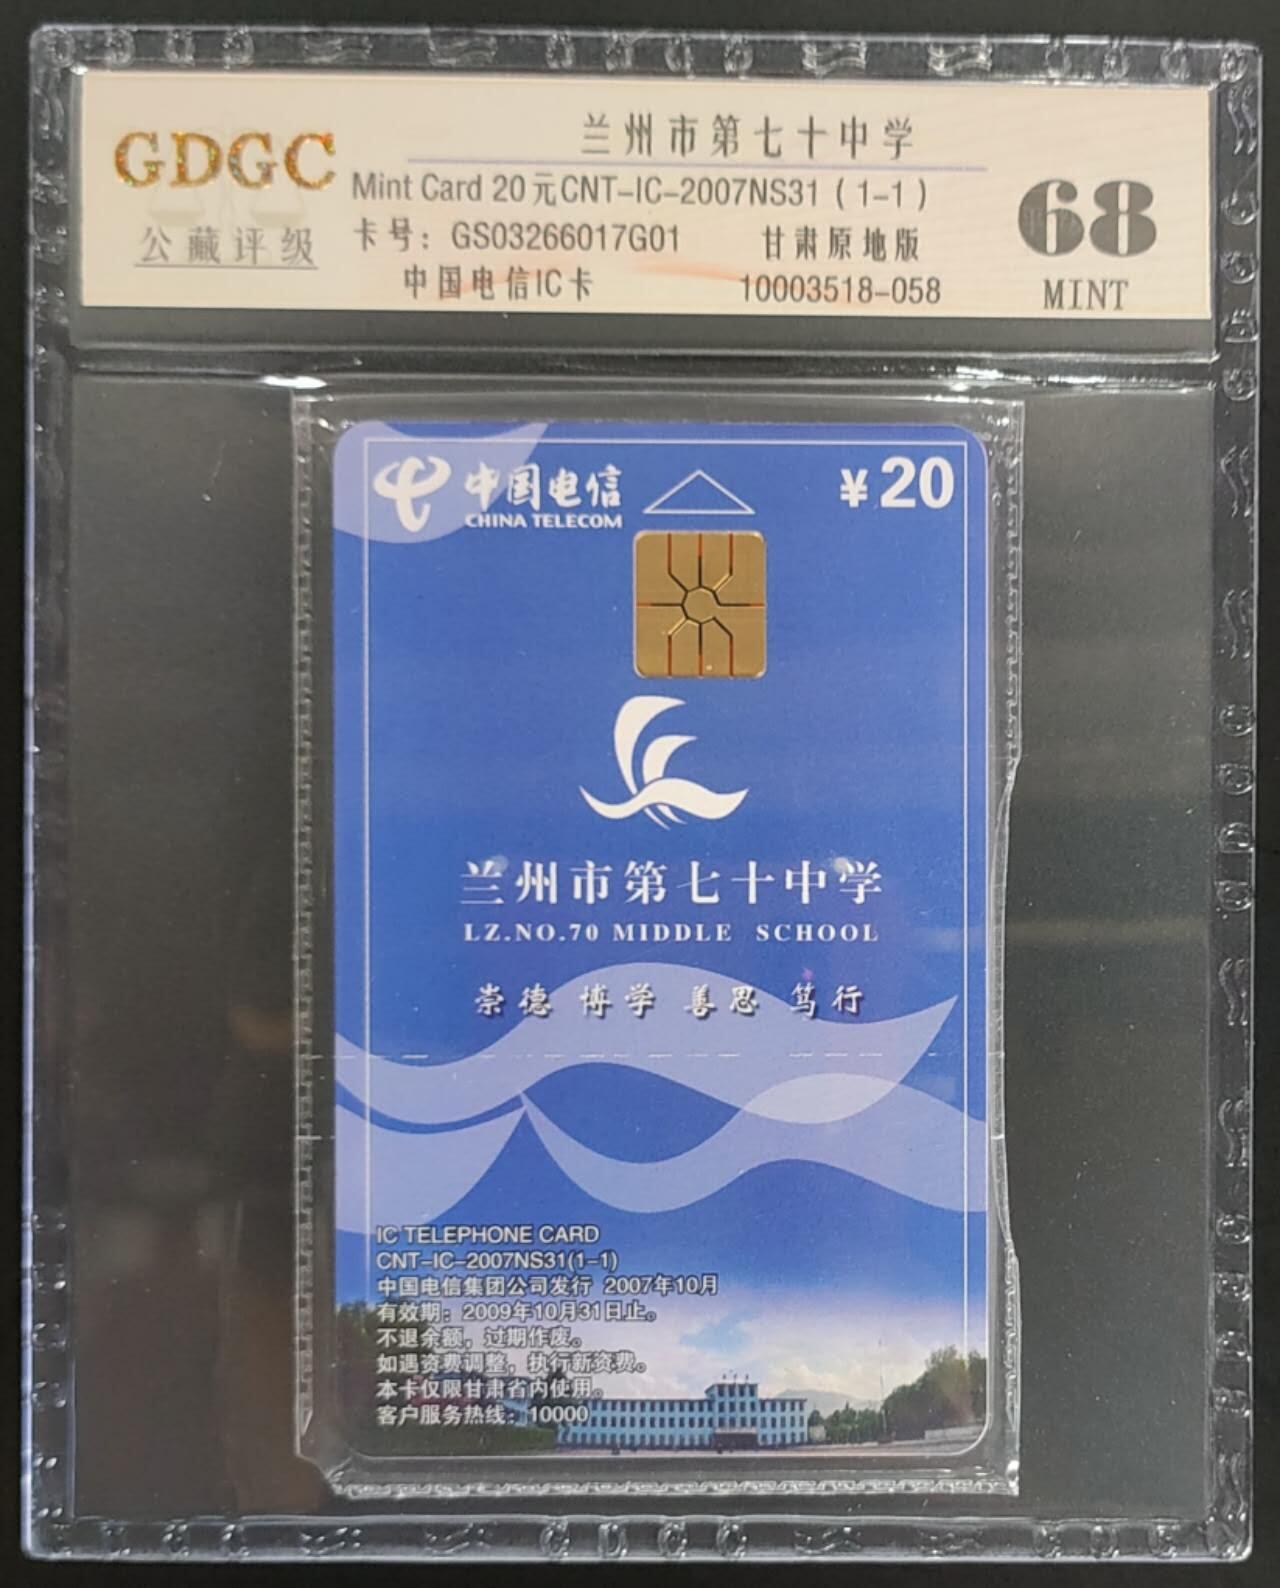 兰州市第七十中学
GDGC
公藏评级
Mint Card 20元CNT-IC-2007NS31 (1-1)
卡号：GS03266017G01 甘肃原地版
中国电信IC卡 10003518-058
68
MINT
中国电信
CHINA TELECOM
¥20
兰州市第七十中学
LZ.NO.70 MIDDLE SCHOOL
崇德 博学 善思 笃行
IC TELEPHONE CARD
CNT-IC-2007NS31(1-1)
中国电信集团公司发行 2007年10月
有效期：2009年10月31日止。
不退余额，过期作废。
如遇资费调整，执行新资费。
本卡仅限甘肃省内使用。
客户服务热线：10000